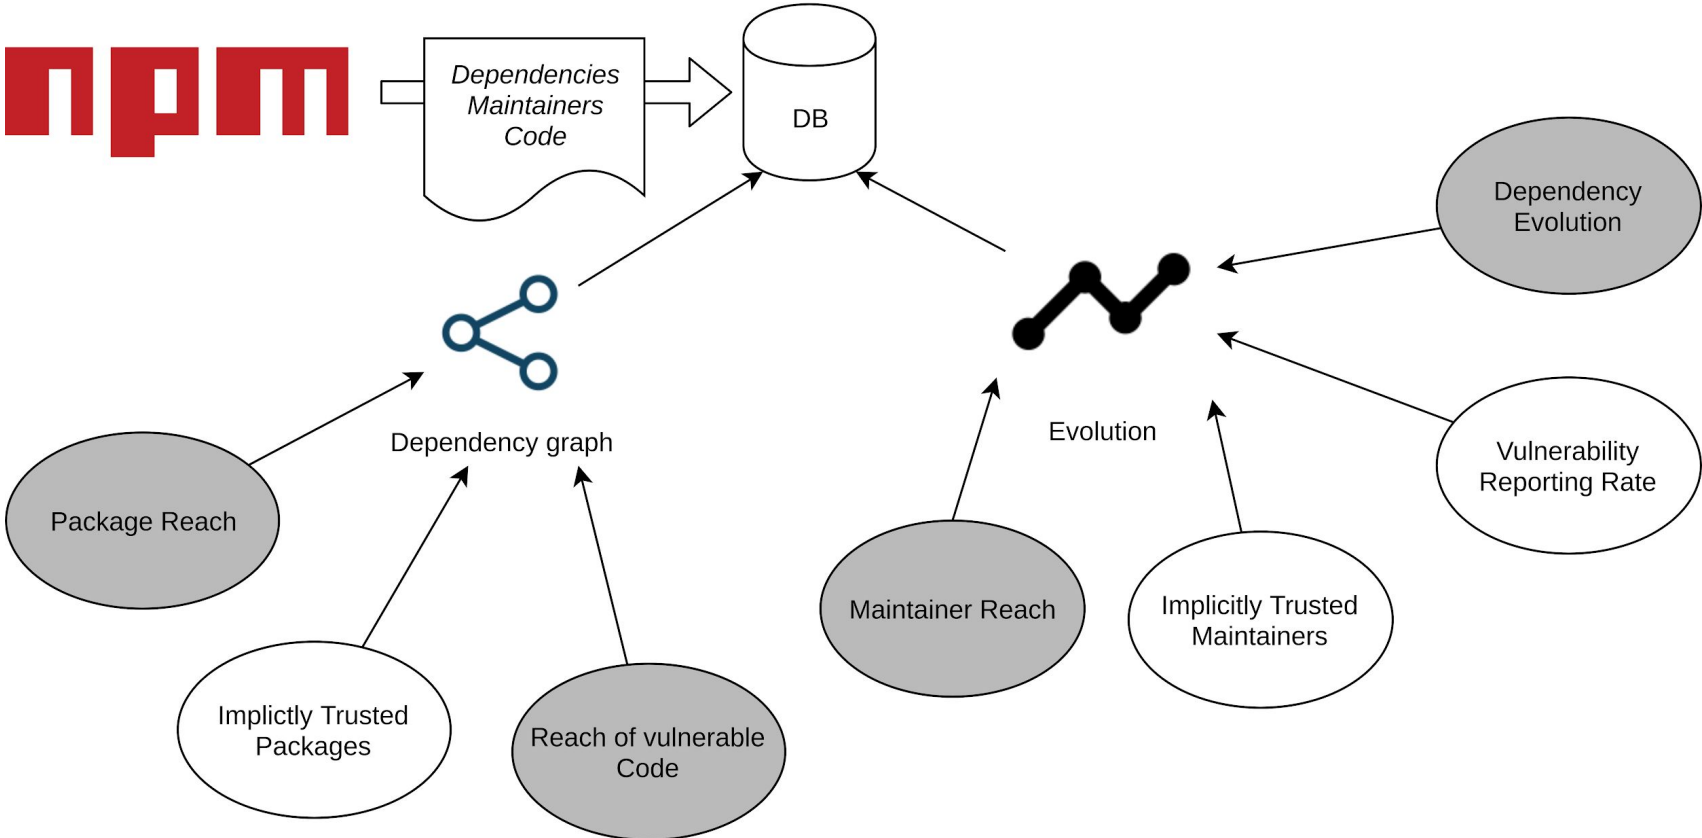 npm
Dependencies
Maintainers
Code
DB
Dependency
Evolution
Dependency graph
Evolution
Vulnerability
Reporting Rate
Package Reach
Maintainer Reach
Implicitly Trusted
Maintainers
Implictly Trusted
Packages
Reach of vulnerable
Code